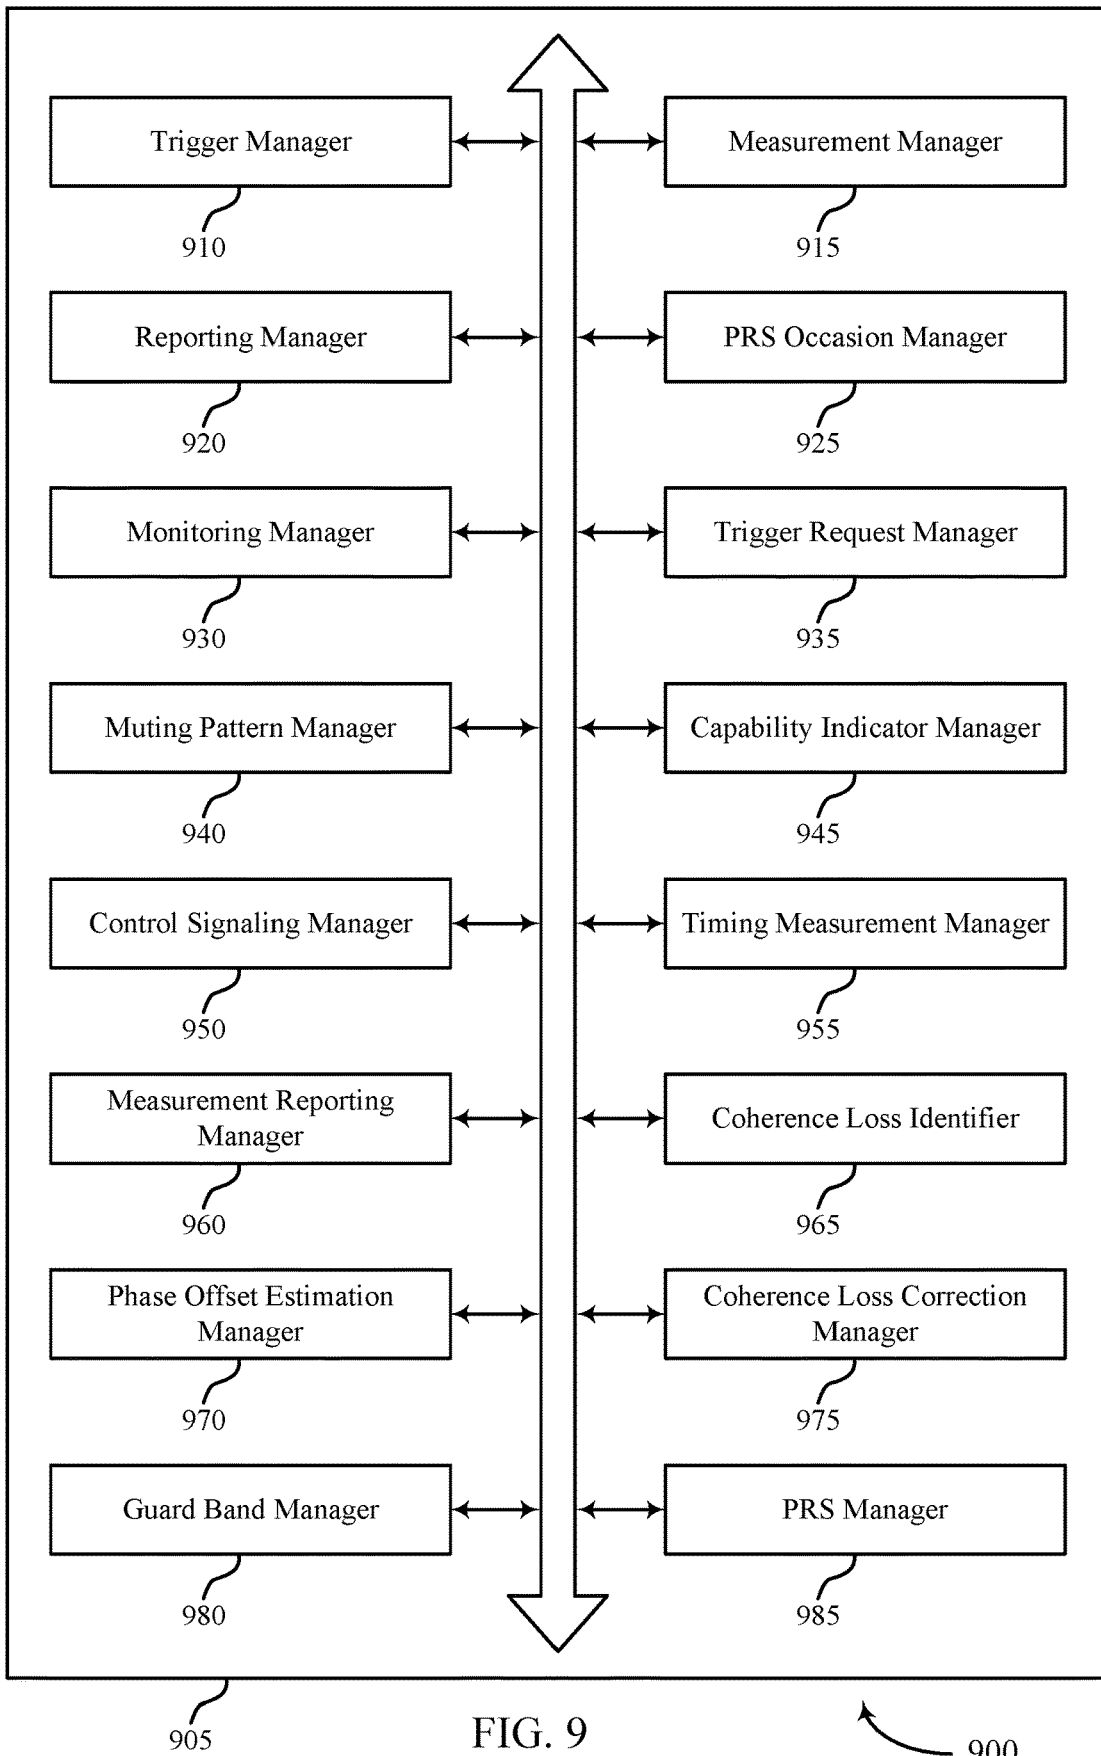 Trigger Manager
Measurement Manager
910
915
Reporting Manager
PRS Occasion Manager
920
925
Monitoring Manager
Trigger Request Manager
930
935
Muting Pattern Manager
Capability Indicator Manager
940
945
Control Signaling Manager
Timing Measurement Manager
950
955
Measurement Reporting
Manager
Coherence Loss Identifier
960
965
Phase Offset Estimation
Manager
Coherence Loss Correction
Manager
970
975
Guard Band Manager
PRS Manager
980
985
905
FIG. 9
900